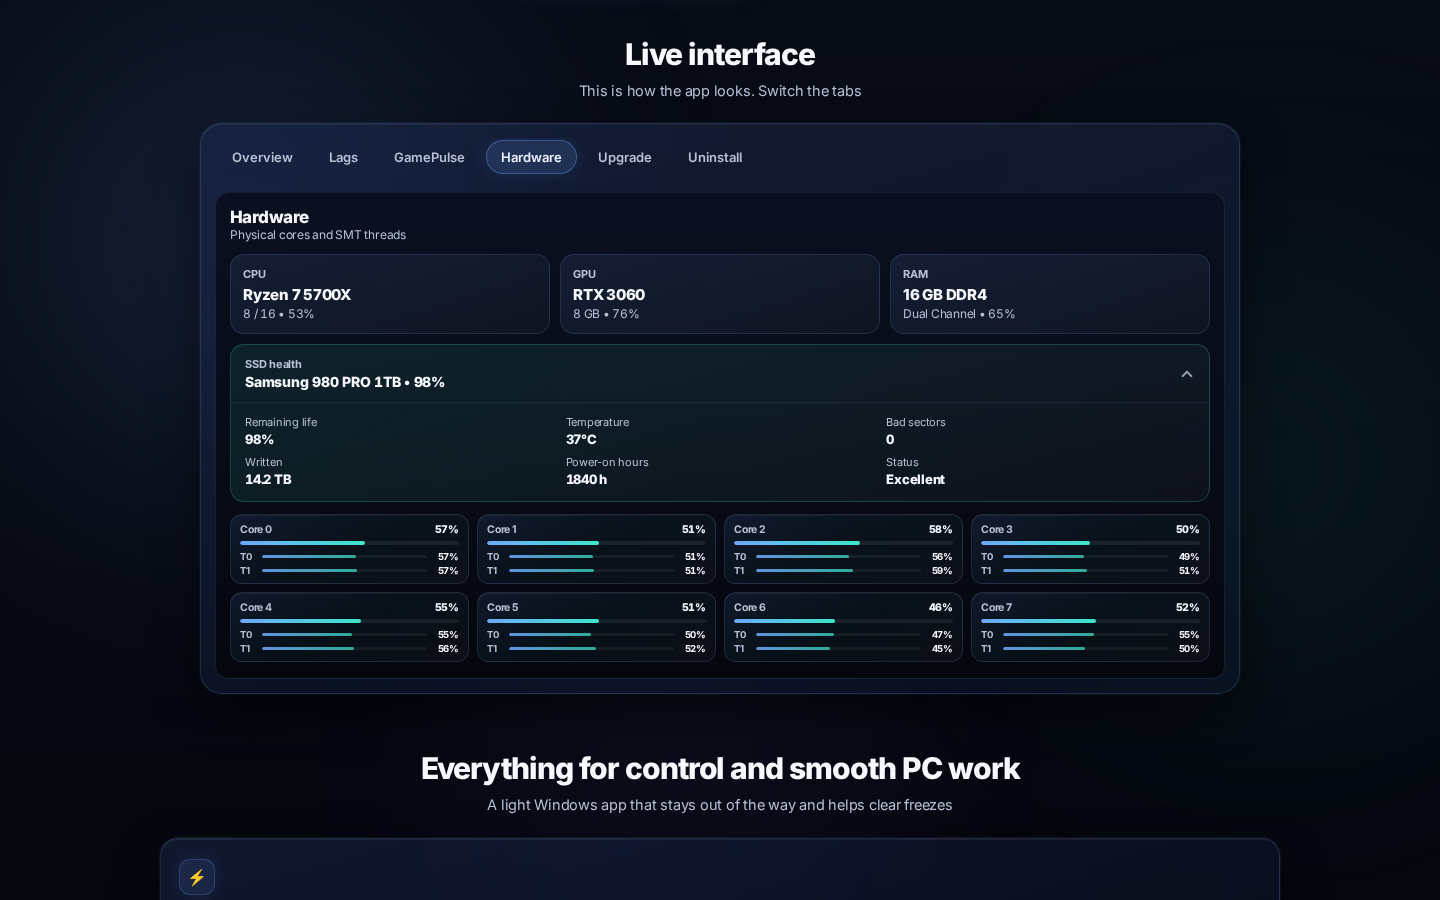 Live interface
This is how the app looks. Switch the tabs
Overview Lags GamePulse Hardware Upgrade Uninstall
Hardware
Physical cores and SMT threads
CPU
Ryzen 7 5700X
8 / 16 • 53%
GPU
RTX 3060
8 GB • 76%
RAM
16 GB DDR4
Dual Channel • 65%
SSD health
Samsung 980 PRO 1TB • 98%
Remaining life
98%
Temperature
37°C
Bad sectors
0
Written
14.2 TB
Power-on hours
1840 h
Status
Excellent
Core 0 57%
T0 57%
T1 57%
Core 1 51%
T0 51%
T1 51%
Core 2 58%
T0 56%
T1 59%
Core 3 50%
T0 49%
T1 51%
Core 4 55%
T0 55%
T1 56%
Core 5 51%
T0 50%
T1 52%
Core 6 46%
T0 47%
T1 45%
Core 7 52%
T0 55%
T1 50%
Everything for control and smooth PC work
A light Windows app that stays out of the way and helps clear freezes